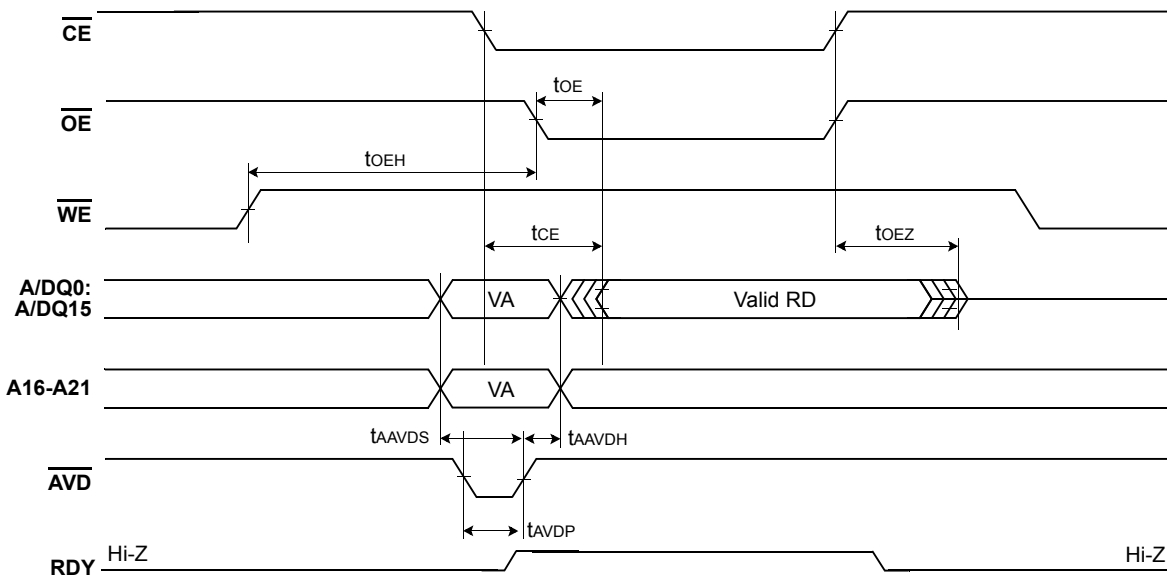 CE
tOE
OE
tOEH
WE
tCE
tOEZ
A/DQ0:
A/DQ15
VA
Valid RD
A16-A21
VA
tAAVDS
tAAVDH
AVD
tAVDP
Hi-Z
Hi-Z
RDY